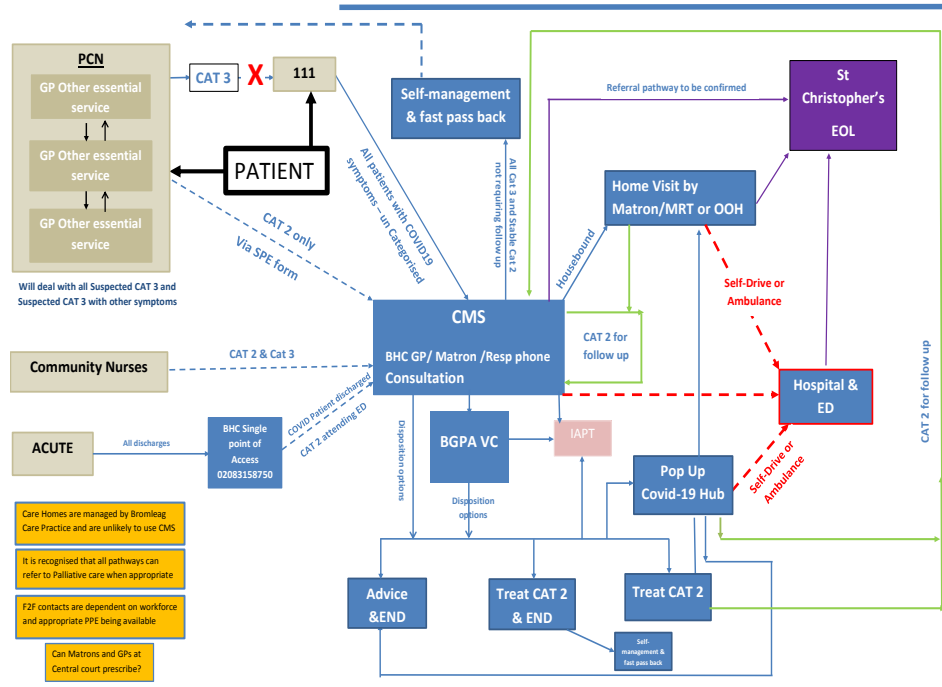 PCN
GP Other essential
service
GP Other essential
service
GP Other essential
service
CAT 3
X
111
PATIENT
Self-management
& fast pass back
Referral pathway to be confirmed
St
Christopher's
EOL
All patients with COVID19
symptoms – un Categorised
All Cat 3 and Stable Cat 2
not requiring follow up
Home Visit by
Matron/MRT or OOH
Housebound
CAT 2 only
Via SPE form
Will deal with all Suspected CAT 3 and
Suspected CAT 3 with other symptoms
Self-Drive or
Ambulance
CMS
BHC GP/ Matron /Resp phone
Consultation
CAT 2 for
follow up
Community Nurses
CAT 2 & Cat 3
Hospital &
ED
CAT 2 for follow up
COVID Patient discharged
CAT 2 attending ED
ACUTE
All discharges
BHC Single
point of
Access
02083158750
Disposition options
BGPA VC
IAPT
Pop Up
Covid-19 Hub
Self-Drive or
Ambulance
Disposition
options
Care Homes are managed by Bromleag
Care Practice and are unlikely to use CMS
It is recognised that all pathways can
refer to Palliative care when appropriate
F2F contacts are dependent on workforce
and appropriate PPE being available
Can Matrons and GPs at
Central court prescribe?
Advice
&END
Treat CAT 2
& END
Treat CAT 2
Self-
management &
fast pass back